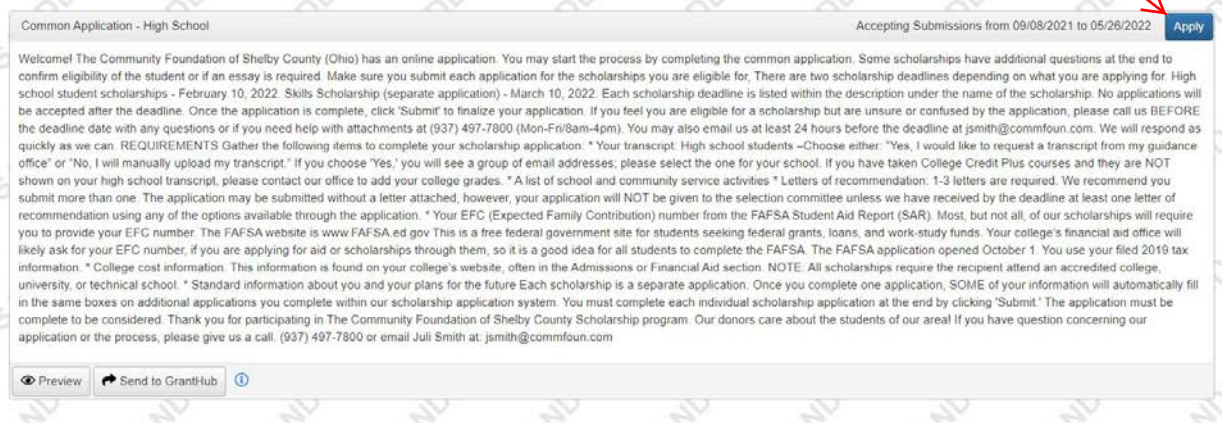 Common Application - High School
Accepting Submissions from 09/08/2021 to 05/26/2022
Apply
Welcome! The Community Foundation of Shelby County (Ohio) has an online application. You may start the process by completing the common application. Some scholarships have additional questions at the end to
confirm eligibility of the student or if an essay is required. Make sure you submit each application for the scholarships you are eligible for, There are two scholarship deadlines depending on what you are applying for. High
school student scholarships - February 10, 2022. Skills Scholarship (separate application) - March 10, 2022. Each scholarship deadline is listed within the description under the name of the scholarship. No applications will
be accepted after the deadline. Once the application is complete, click 'Submit' to finalize your application. If you feel you are eligible for a scholarship but are unsure or confused by the application, please call us BEFORE
the deadline date with any questions or if you need help with attachments at (937) 497-7800 (Mon-Fri/8am-4pm). You may also email us at least 24 hours before the deadline at jsmith@commfoun.com. We will respond as
quickly as we can. REQUIREMENTS Gather the following items to complete your scholarship application: * Your transcript: High school students –Choose either: "Yes, I would like to request a transcript from my guidance
office" or "No, I will manually upload my transcript." If you choose 'Yes,' you will see a group of email addresses; please select the one for your school. If you have taken College Credit Plus courses and they are NOT
shown on your high school transcript, please contact our office to add your college grades. * A list of school and community service activities * Letters of recommendation: 1-3 letters are required. We recommend you
submit more than one. The application may be submitted without a letter attached, however, your application will NOT be given to the selection committee unless we have received by the deadline at least one letter of
recommendation using any of the options available through the application. * Your EFC (Expected Family Contribution) number from the FAFSA Student Aid Report (SAR). Most, but not all, of our scholarships will require
you to provide your EFC number. The FAFSA website is www.FAFSA.ed.gov This is a free federal government site for students seeking federal grants, loans, and work-study funds. Your college's financial aid office will
likely ask for your EFC number, if you are applying for aid or scholarships through them, so it is a good idea for all students to complete the FAFSA. The FAFSA application opened October 1. You use your filed 2019 tax
information. * College cost information. This information is found on your college's website, often in the Admissions or Financial Aid section. NOTE: All scholarships require the recipient attend an accredited college,
university, or technical school. * Standard information about you and your plans for the future Each scholarship is a separate application. Once you complete one application, SOME of your information will automatically fill
in the same boxes on additional applications you complete within our scholarship application system. You must complete each individual scholarship application at the end by clicking 'Submit.' The application must be
complete to be considered. Thank you for participating in The Community Foundation of Shelby County Scholarship program. Our donors care about the students of our area! If you have question concerning our
application or the process, please give us a call. (937) 497-7800 or email Juli Smith at: jsmith@commfoun.com
Preview
Send to GrantHub